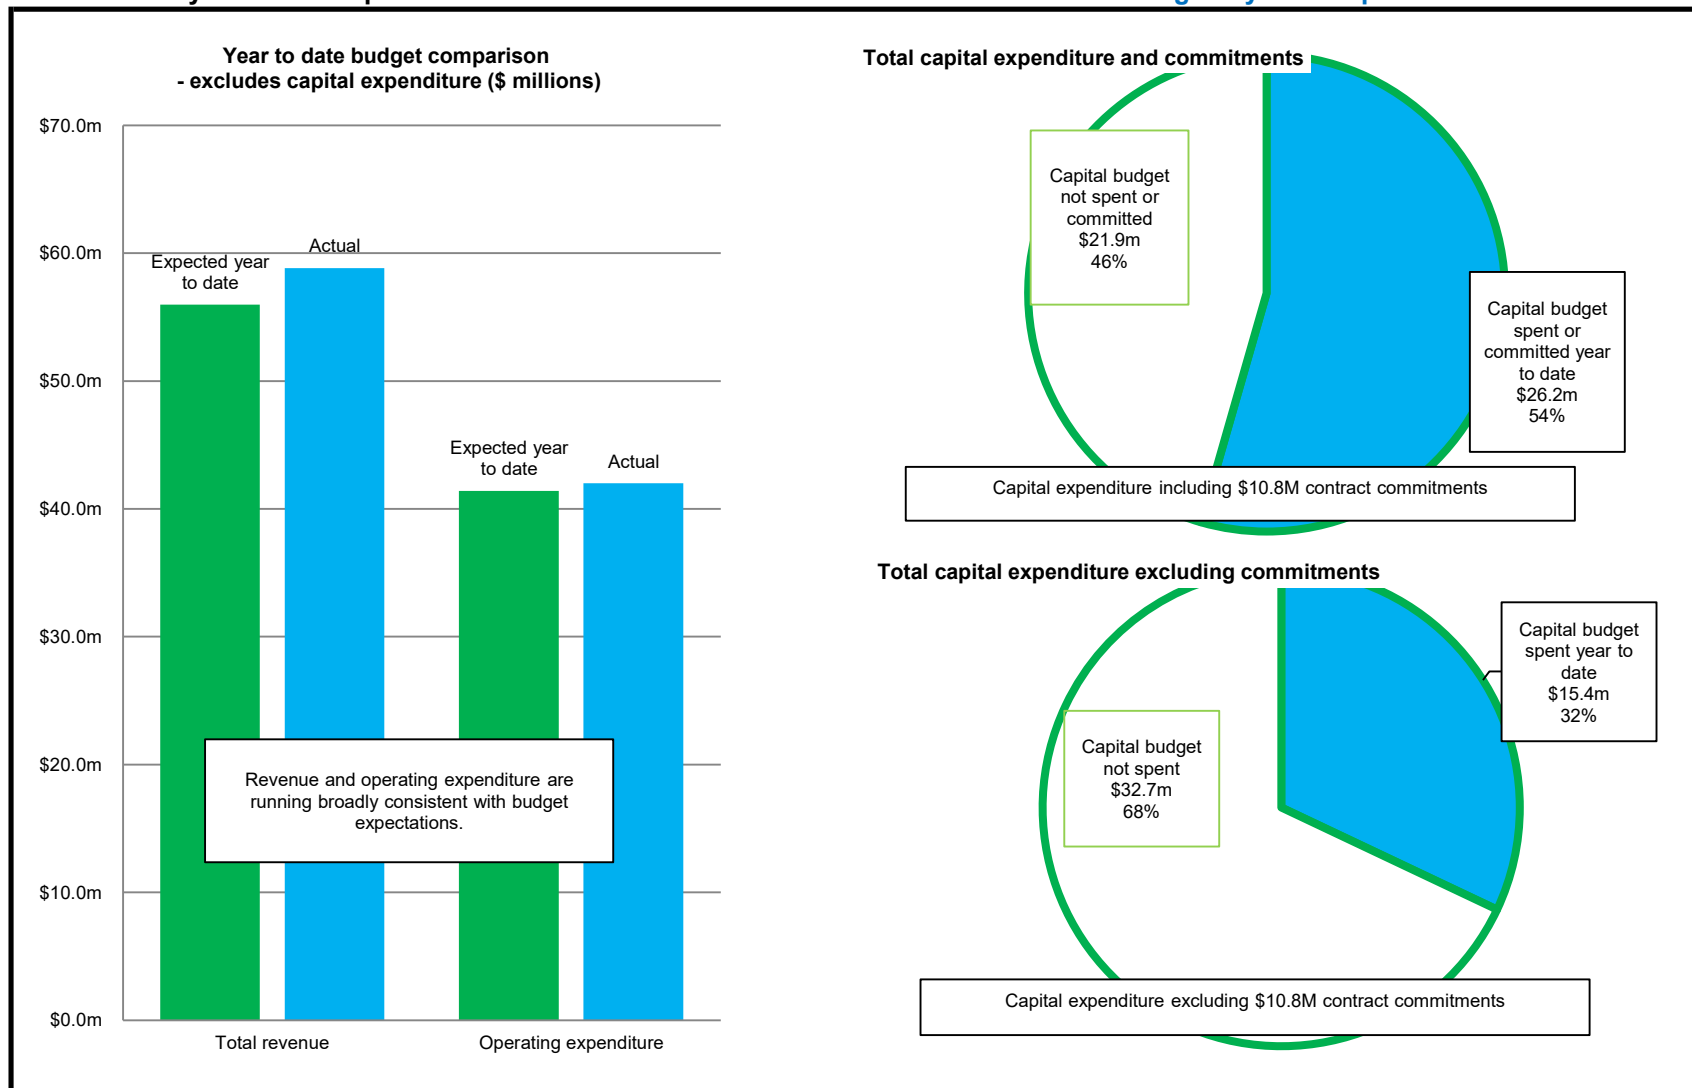 Year to date budget comparison
- excludes capital expenditure ($ millions)
$70.0m
$60.0m
$50.0m
$40.0m
$30.0m
$20.0m
$10.0m
$0.0m
Expected year
to date
Actual
Expected year
to date
Actual
Revenue and operating expenditure are
running broadly consistent with budget
expectations.
Total revenue
Operating expenditure
Total capital expenditure and commitments
Capital budget
not spent or
committed
$21.9m
46%
Capital budget
spent or
committed year
to date
$26.2m
54%
Capital expenditure including $10.8M contract commitments
Total capital expenditure excluding commitments
Capital budget
spent year to
date
$15.4m
32%
Capital budget
not spent
$32.7m
68%
Capital expenditure excluding $10.8M contract commitments